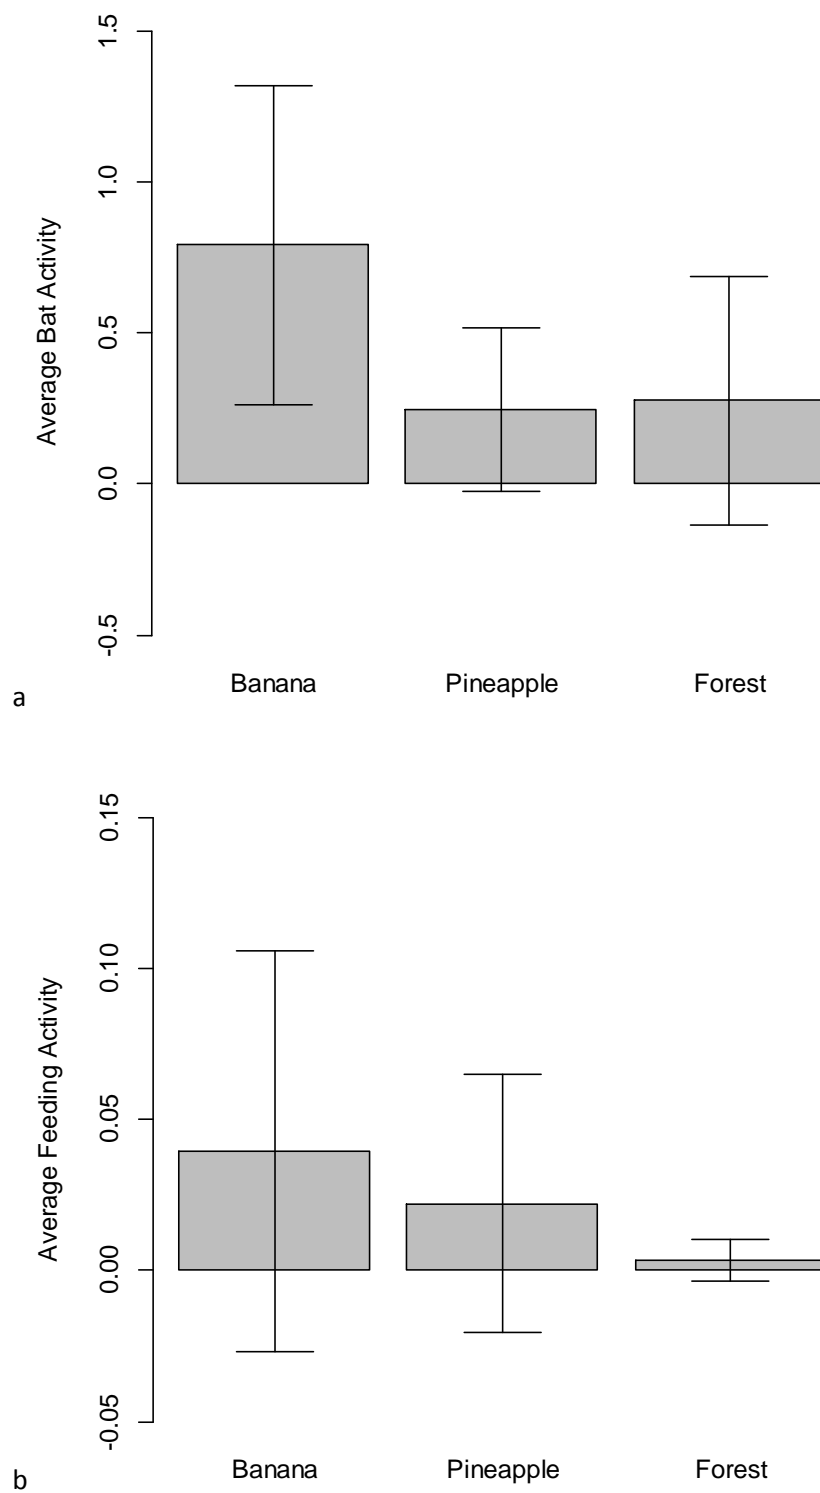 1.5
1.0
0.5
0.0
-0.5
Average Bat Activity
Banana Pineapple Forest
a
0.15
0.10
0.05
0.00
-0.05
Average Feeding Activity
Banana Pineapple Forest
b